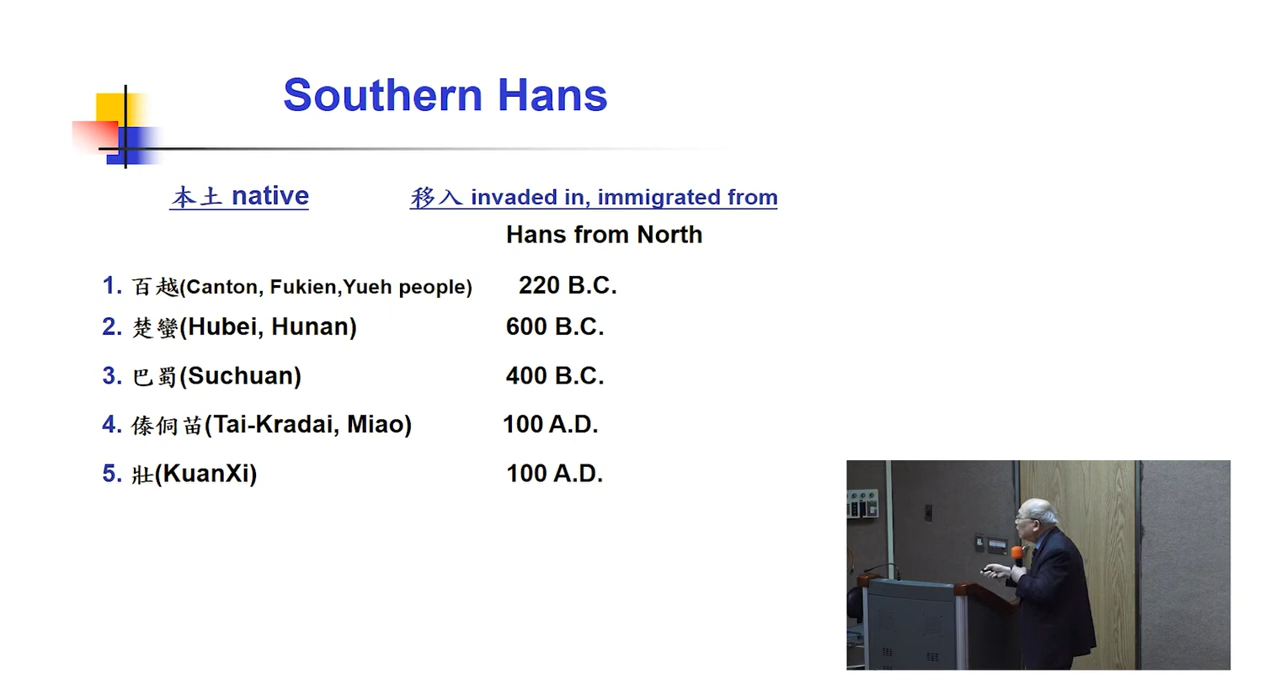 Southern Hans
本土 native 移入 invaded in, immigrated from
Hans from North
1. 百越(Canton, Fukien,Yueh people) 220 B.C.
2. 楚蠻(Hubei, Hunan) 600 B.C.
3. 巴蜀(Suchuan) 400 B.C.
4. 傣侗苗(Tai-Kradai, Miao) 100 A.D.
5. 壯(KuanXi) 100 A.D.